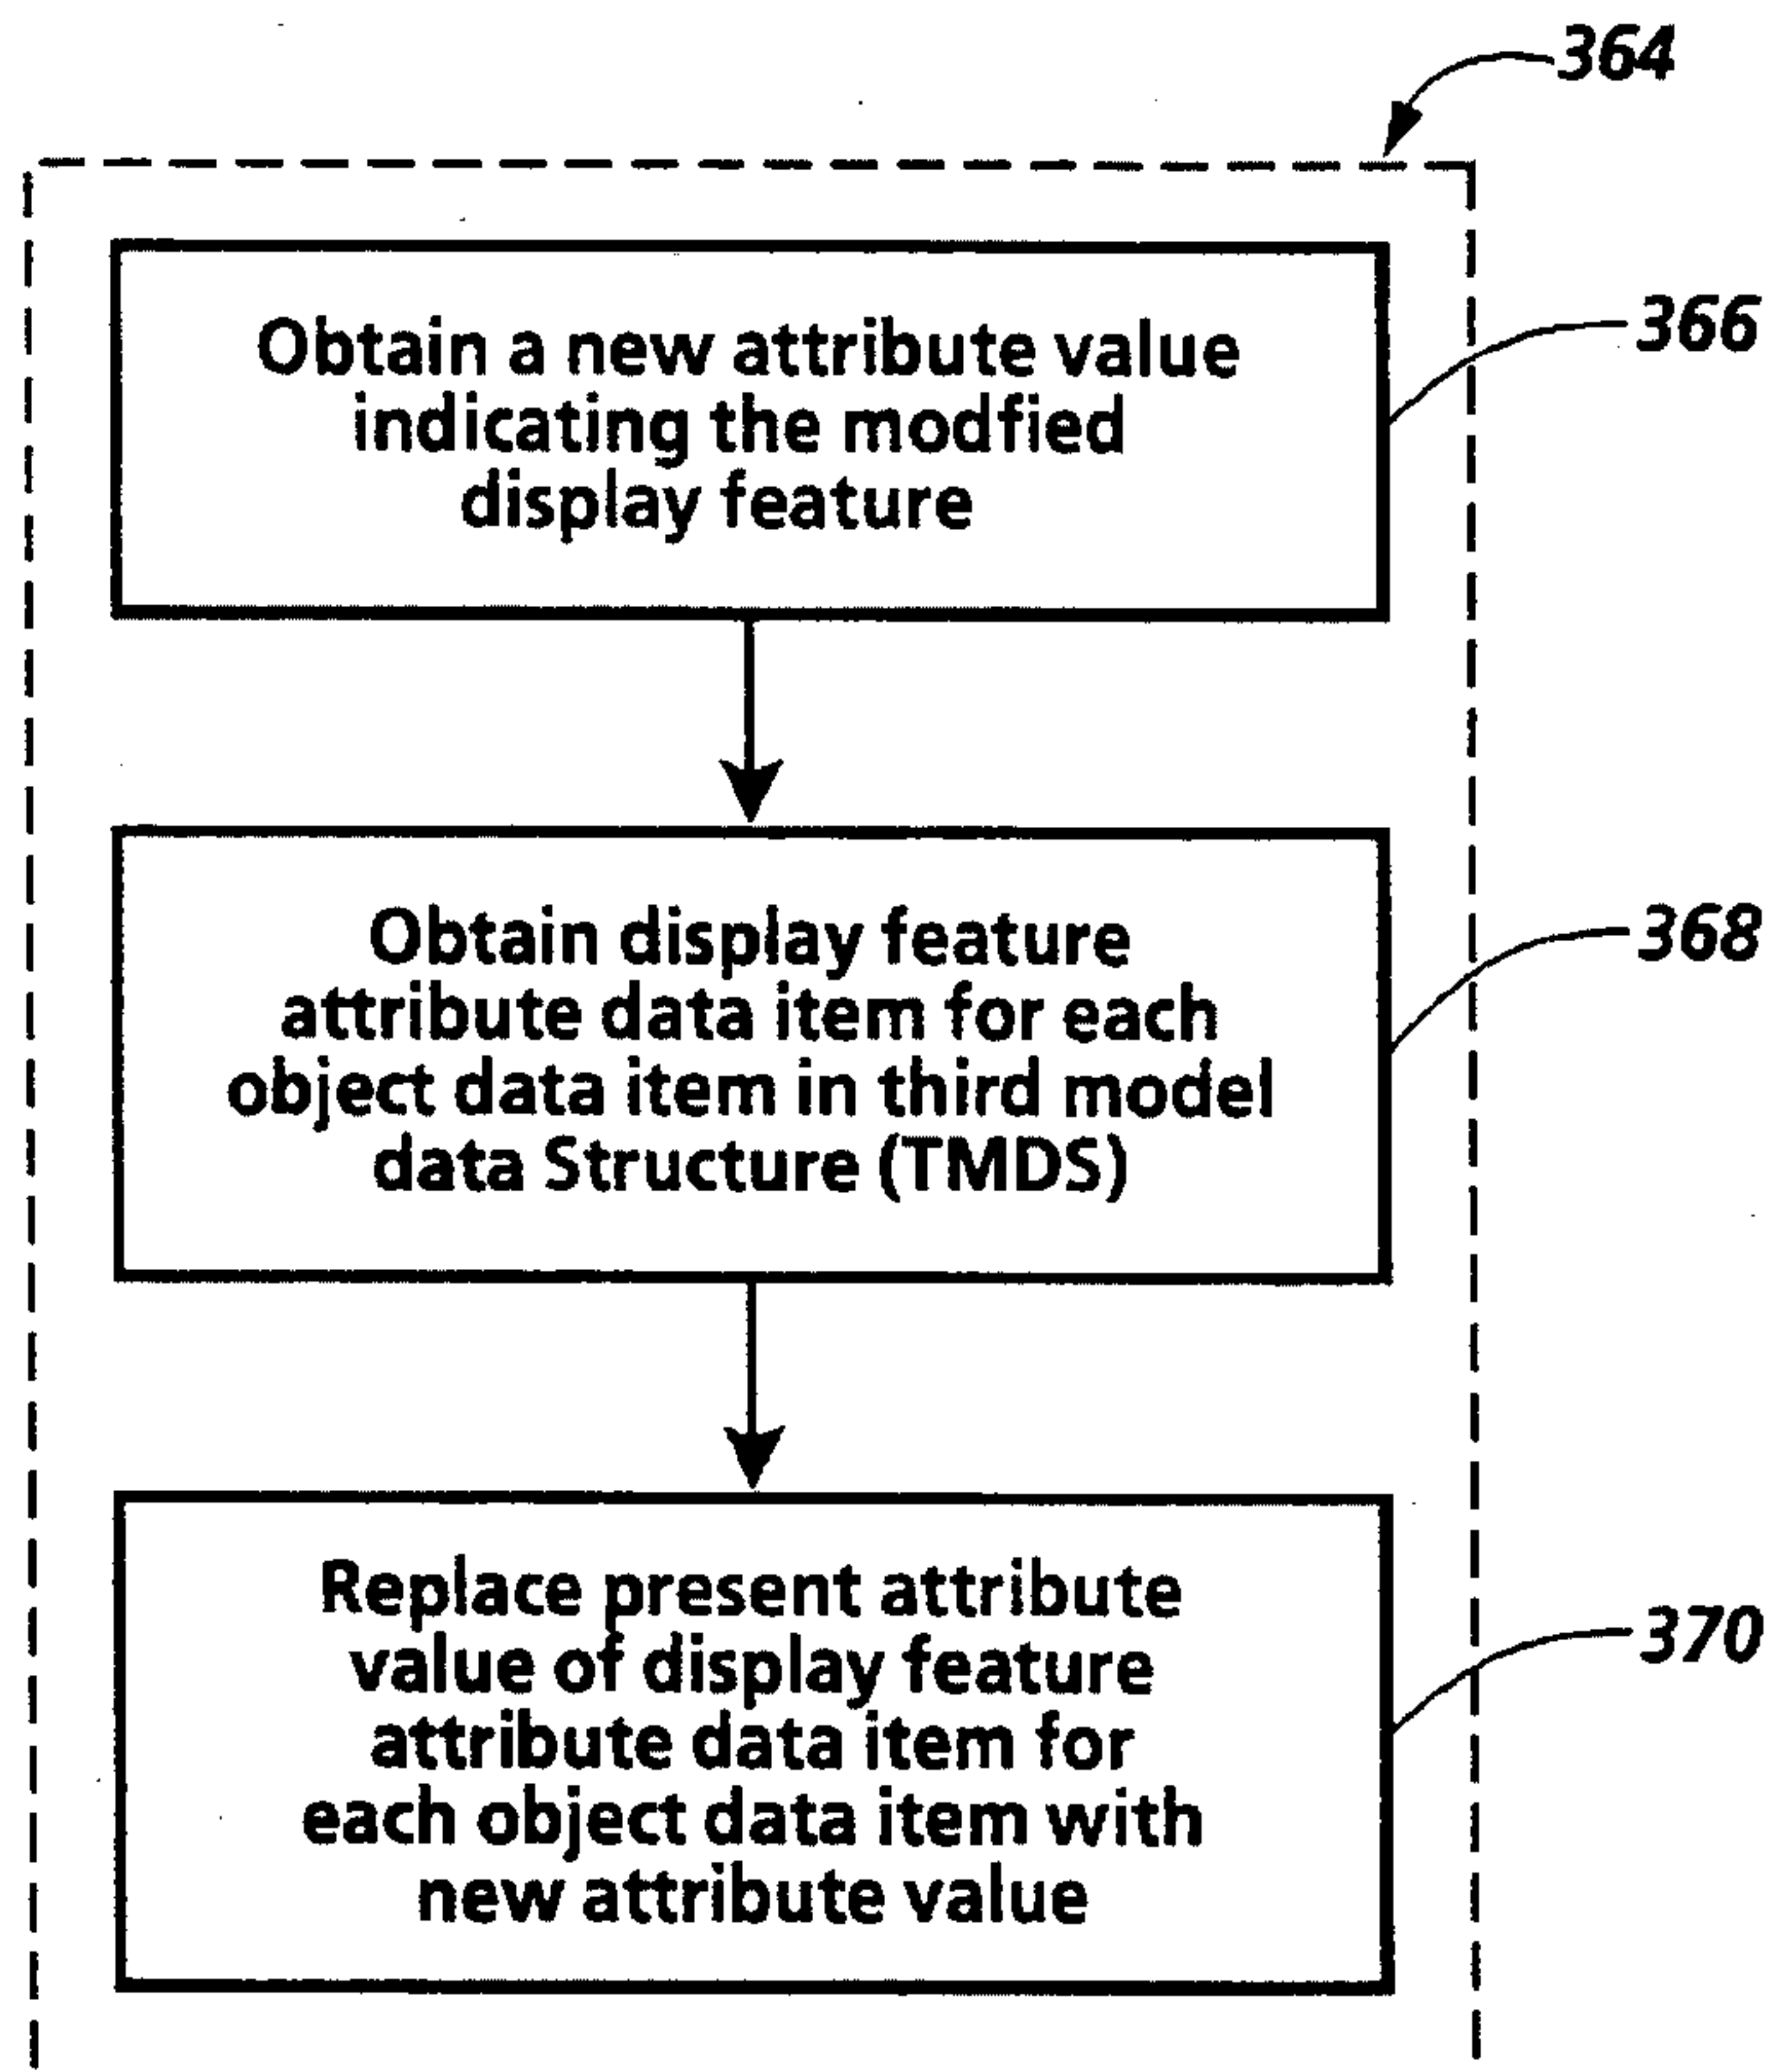 364
Obtain a new attribute value
indicating the modfied
display feature
366
Obtain display feature
attribute data item for each
object data item in third model
data Structure (TMDS)
368
Replace present attribute
value of display feature
attribute data item for
each object data item with
new attribute value
370